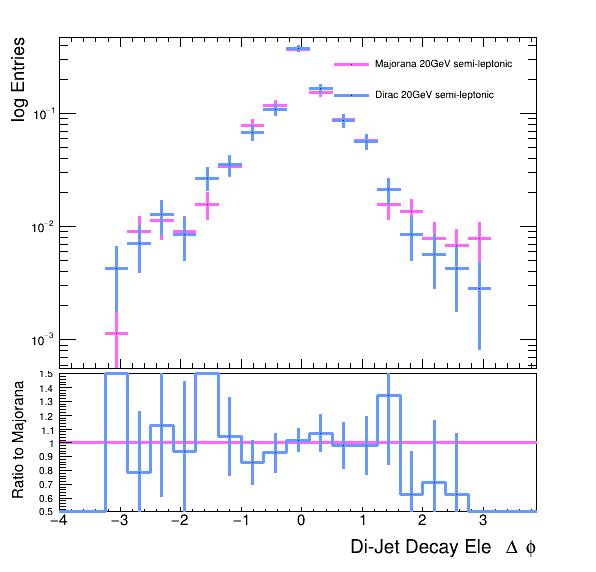 log Entries
Majorana 20GeV semi-leptonic
Dirac 20GeV semi-leptonic
10⁻¹
10⁻²
10⁻³
Ratio to Majorana
1.5
1.4
1.3
1.2
1.1
1
0.9
0.8
0.7
0.6
0.5
−4 −3 −2 −1 0 1 2 3
Di-Jet Decay Ele Δ ϕ